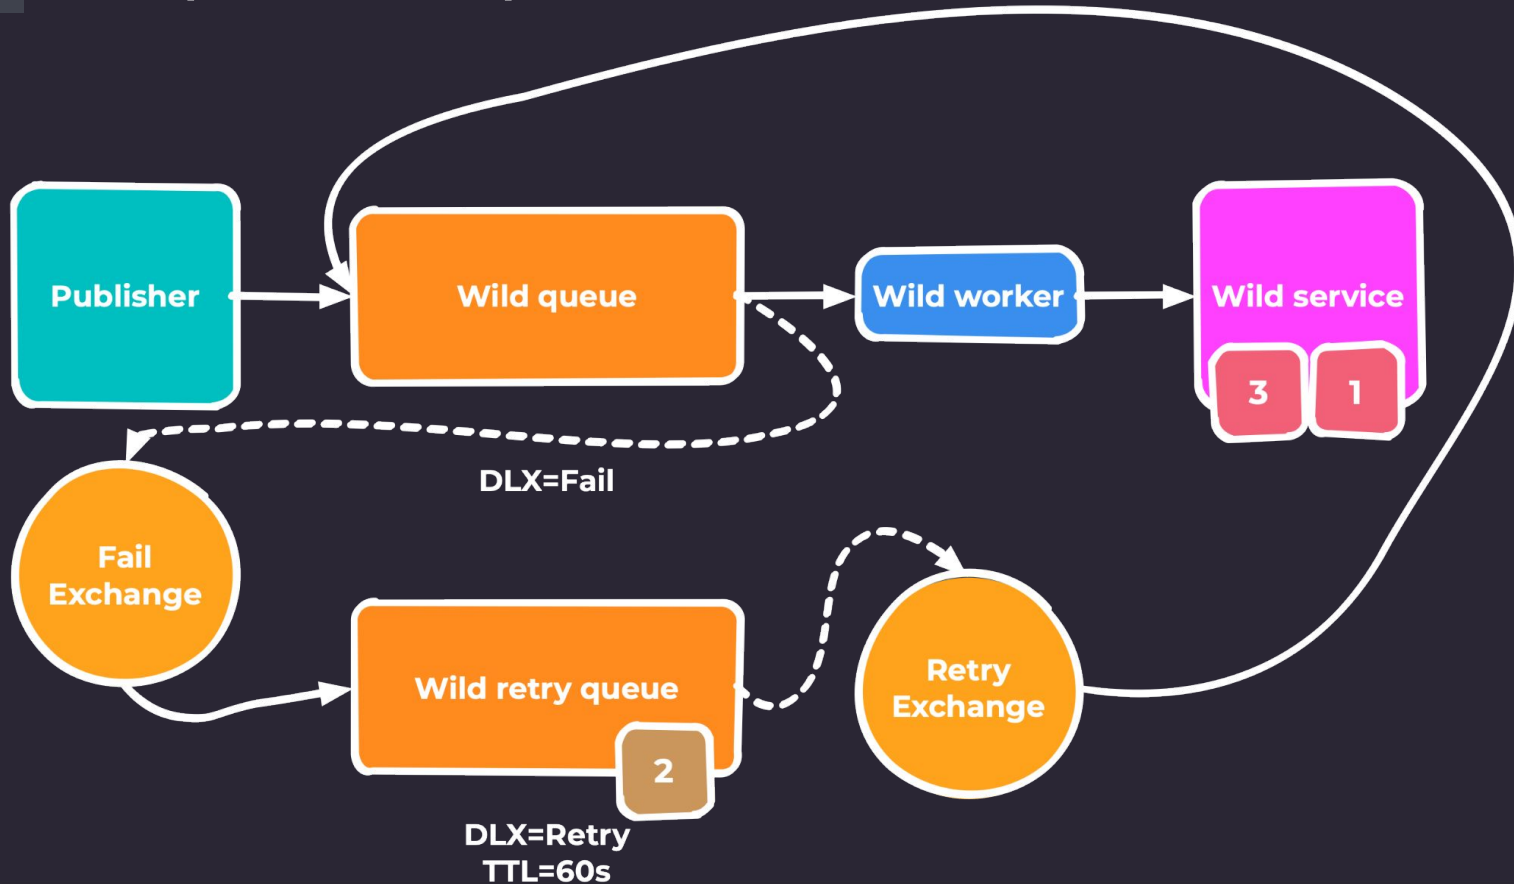 Publisher
Wild queue
Wild worker
Wild service
3
1
DLX=Fail
Fail
Exchange
Wild retry queue
2
Retry
Exchange
DLX=Retry
TTL=60s